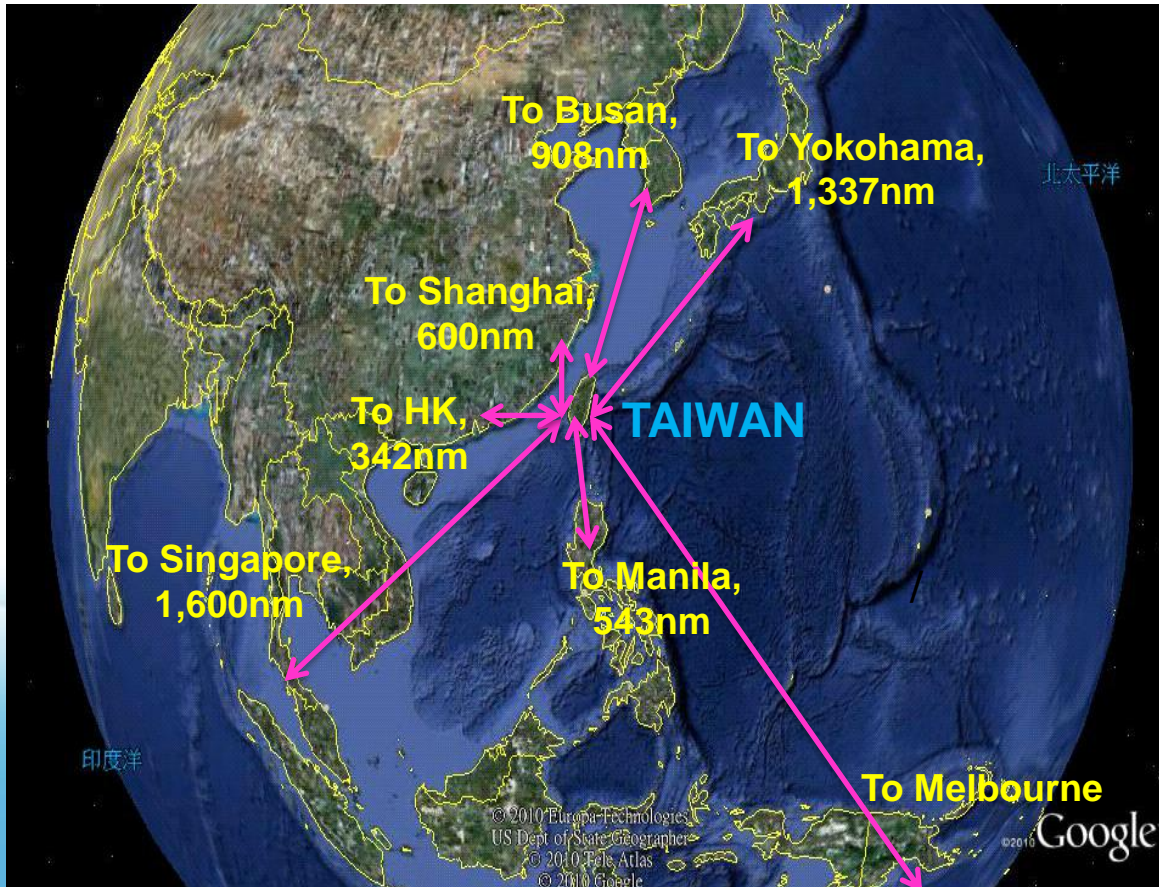 To Busan,
908nm
To Yokohama,
1,337nm
北太平洋
To Shanghai,
600nm
To HK,
342nm
TAIWAN
To Singapore,
1,600nm
To Manila,
543nm
印度洋
To Melbourne
© 2010 Europa Technologies
US Dept of State Geographer
© 2010 Tele Atlas
© 2010 Google
©2010 Google